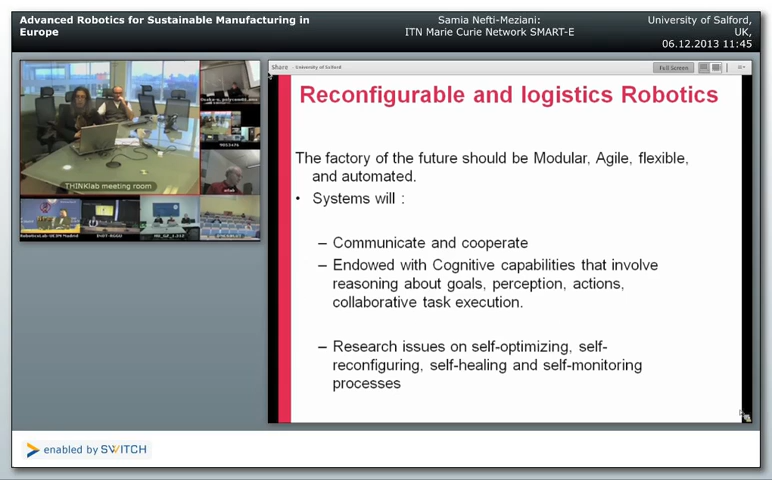 Advanced Robotics for Sustainable Manufacturing in
Europe
Samia Nefti-Meziani:
ITN Marie Curie Network SMART-E
University of Salford,
UK,
06.12.2013 11:45
Share
University of Salford
Full Screen
THINKlab meeting room
Reconfigurable and logistics Robotics
The factory of the future should be Modular, Agile, flexible,
and automated.
• Systems will :
– Communicate and cooperate
– Endowed with Cognitive capabilities that involve
reasoning about goals, perception, actions,
collaborative task execution.
– Research issues on self-optimizing, self-
reconfiguring, self-healing and self-monitoring
processes
enabled by SWITCH